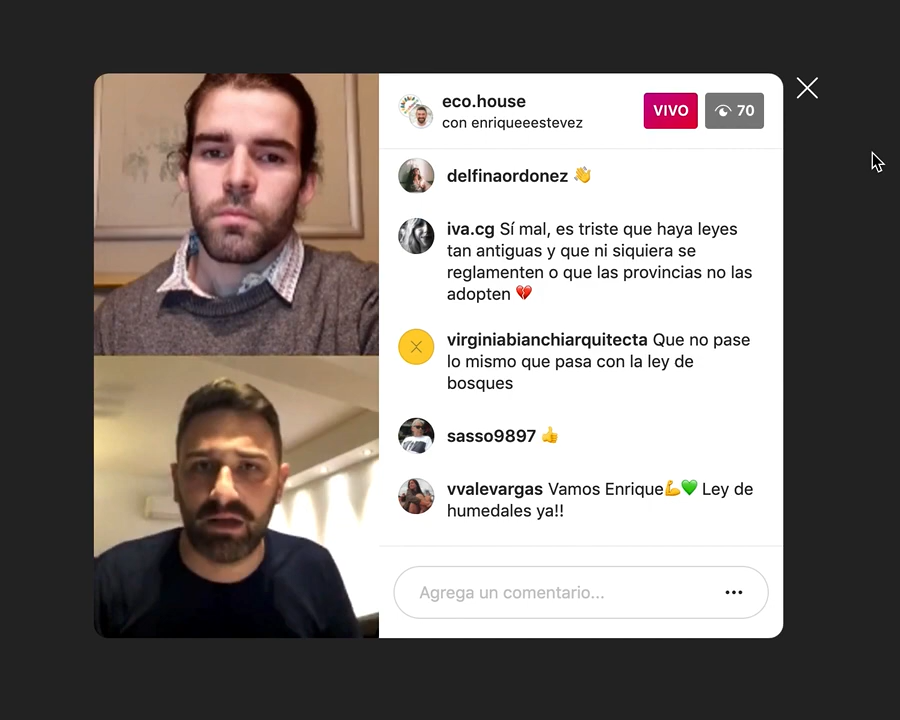 eco.house
con enriqueeestevez
VIVO
70
delfinaordonez 👋
iva.cg Sí mal, es triste que haya leyes
tan antiguas y que ni siquiera se
reglamenten o que las provincias no las
adopten 💔
virginiabianchiarquitecta Que no pase
lo mismo que pasa con la ley de
bosques
sasso9897 👍
vvalevargas Vamos Enrique💪💚 Ley de
humedales ya!!
Agrega un comentario...